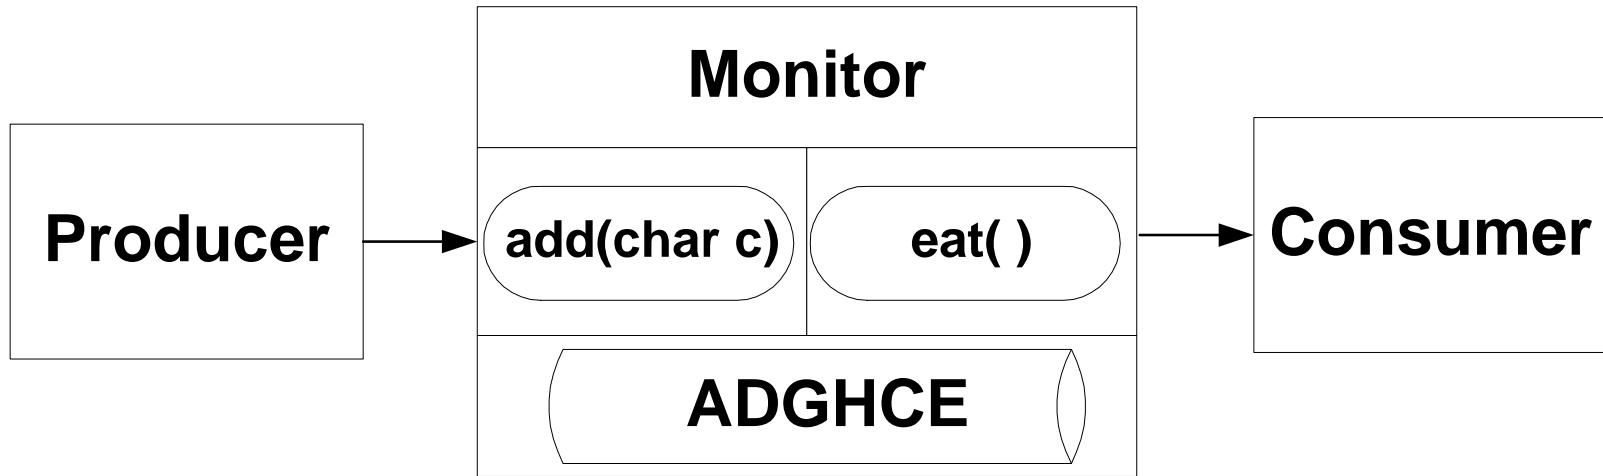 Monitor
Producer
add(char c)
eat( )
Consumer
ADGHCE